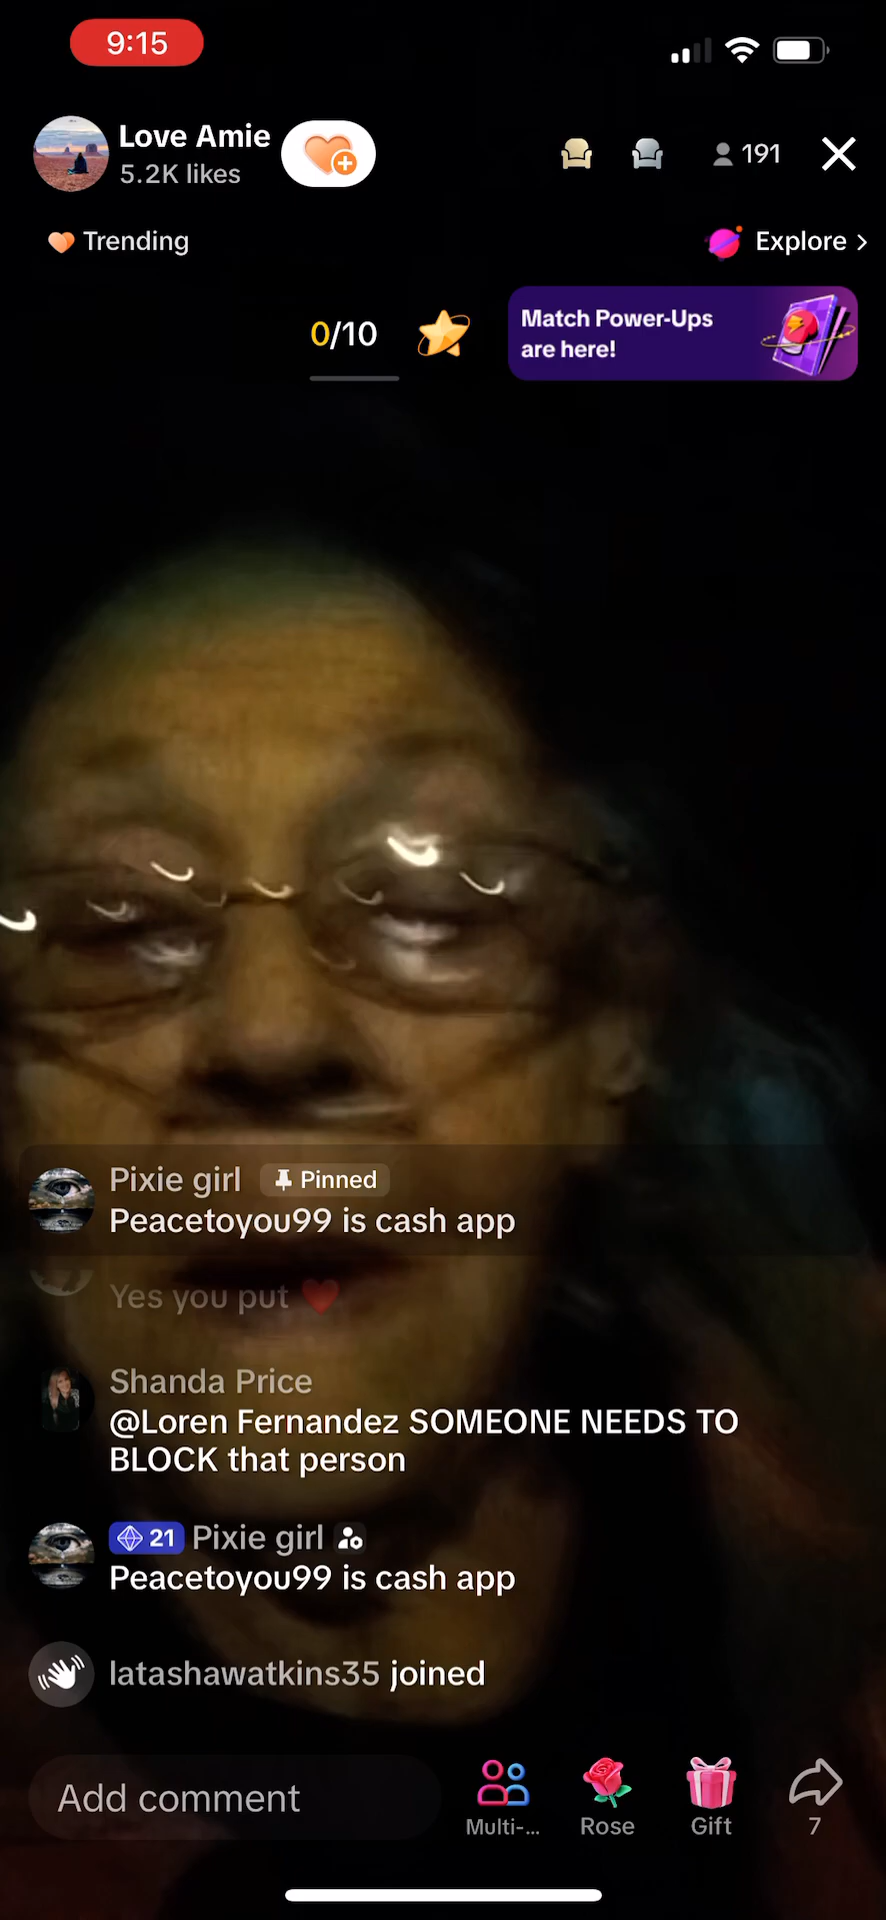 9:15
Love Amie
5.2K likes
191
Trending
Explore >
0/10
Match Power-Ups
are here!
Pixie girl Pinned
Peacetoyou99 is cash app
Yes you put ❤️
Shanda Price
@Loren Fernandez SOMEONE NEEDS TO
BLOCK that person
21 Pixie girl
Peacetoyou99 is cash app
latashawatkins35 joined
Add comment
Multi-...
Rose
Gift
7